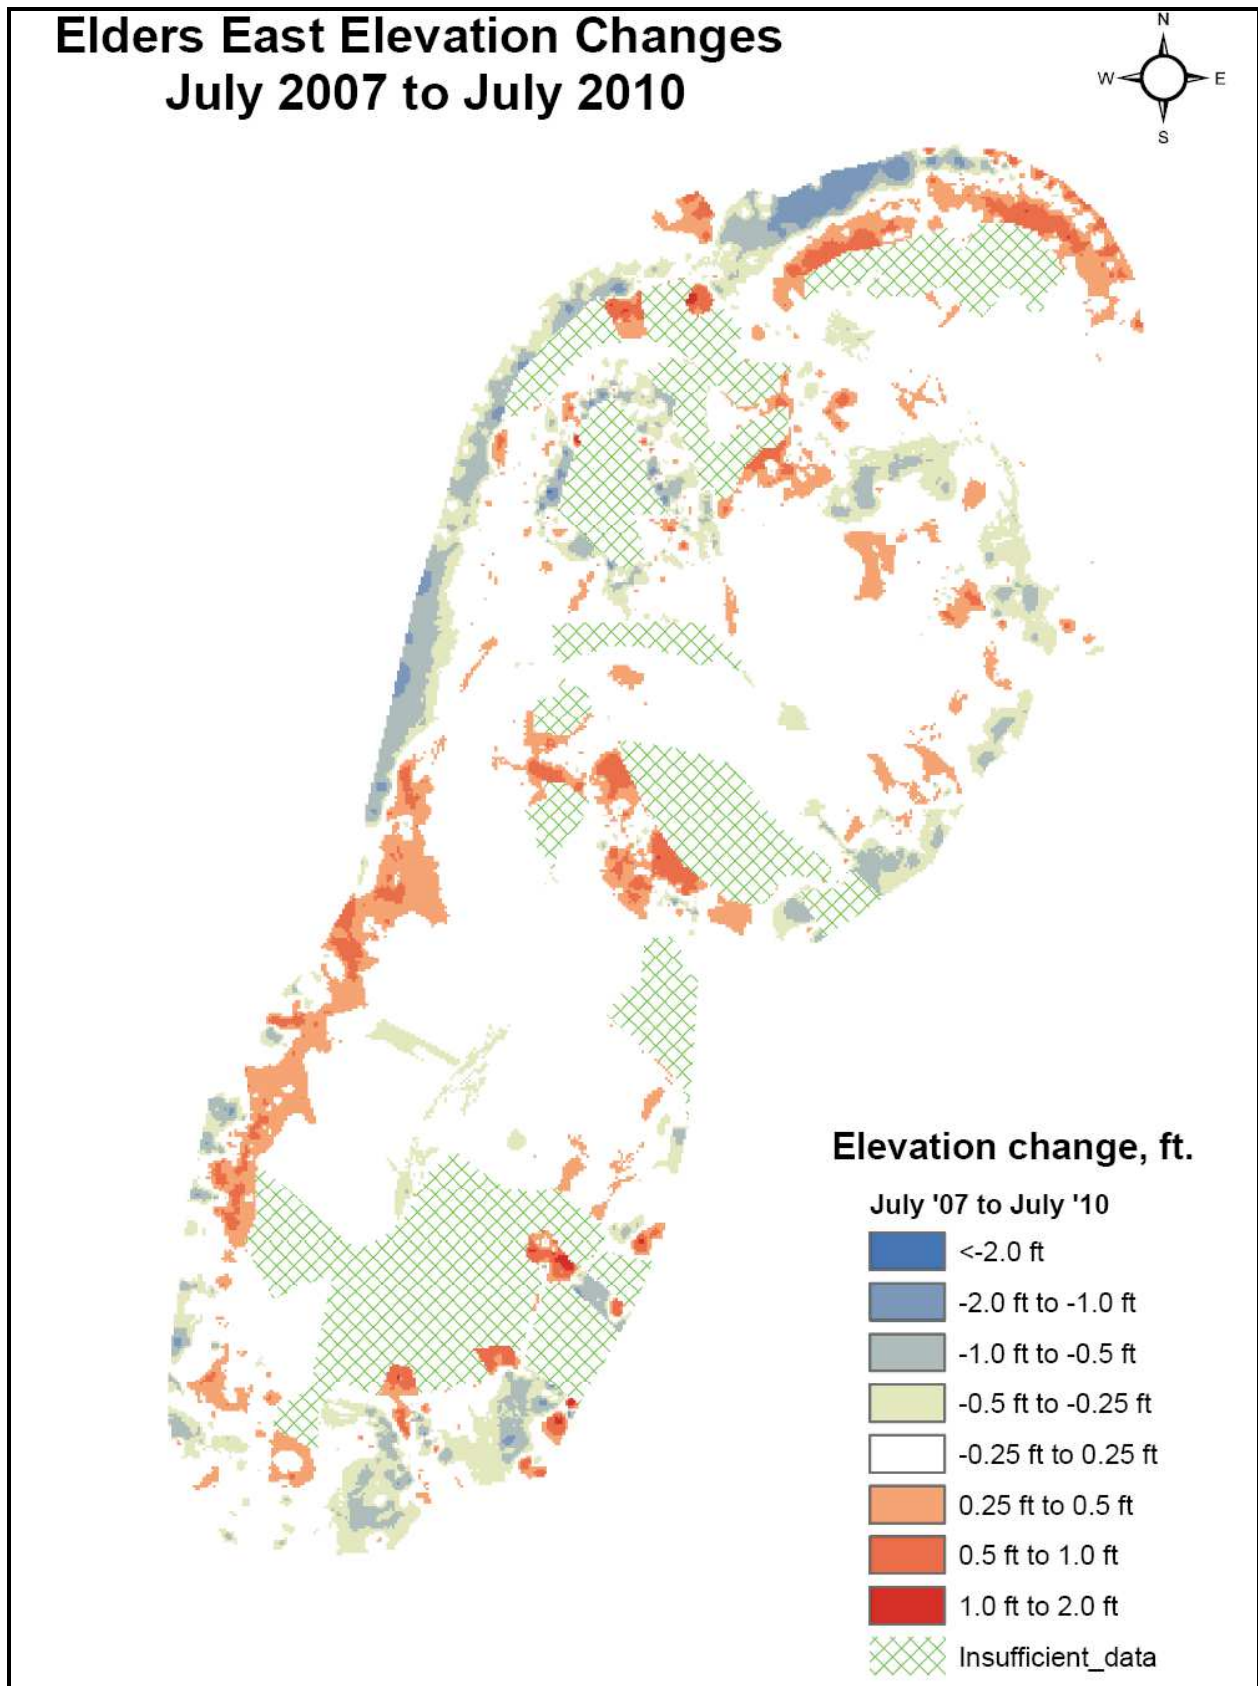 Elders East Elevation Changes
July 2007 to July 2010
N
W E
S
Elevation change, ft.
July '07 to July '10
<-2.0 ft
-2.0 ft to -1.0 ft
-1.0 ft to -0.5 ft
-0.5 ft to -0.25 ft
-0.25 ft to 0.25 ft
0.25 ft to 0.5 ft
0.5 ft to 1.0 ft
1.0 ft to 2.0 ft
Insufficient_data